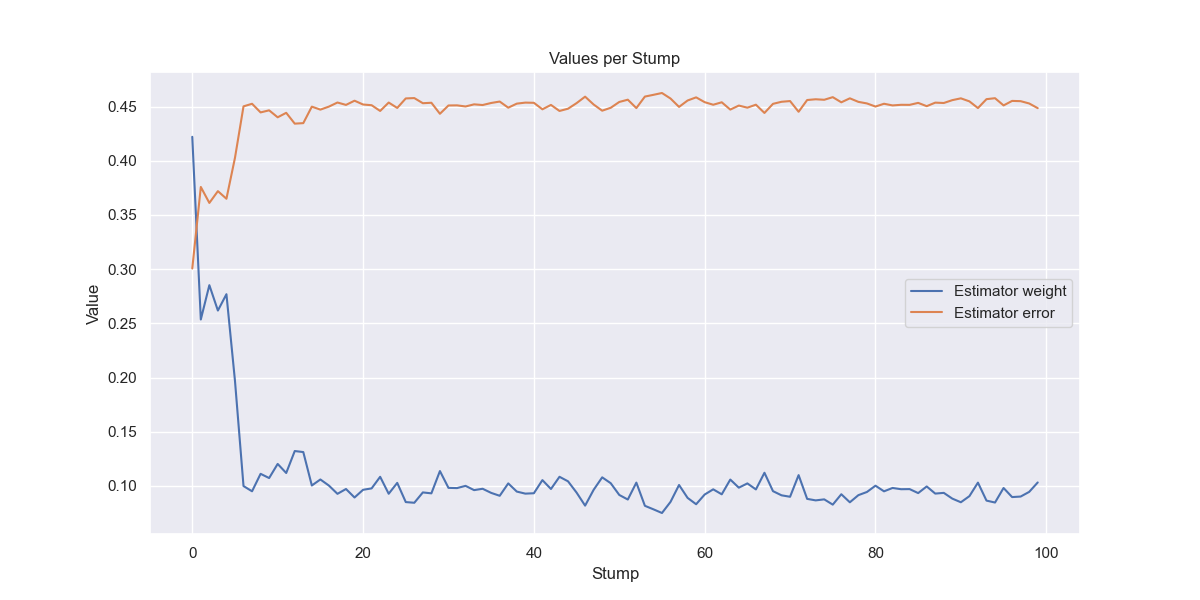 Values per Stump
Value
0.45
0.40
0.35
0.30
0.25
0.20
0.15
0.10
Estimator weight
Estimator error
0 20 40 60 80 100
Stump